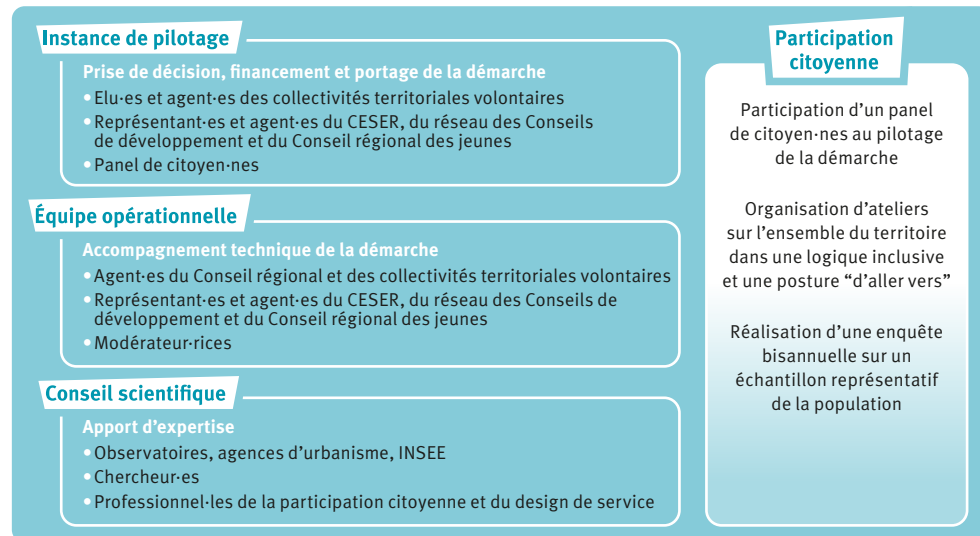 Instance de pilotage
Prise de décision, financement et portage de la démarche
• Elu·es et agent·es des collectivités territoriales volontaires
• Représentant·es et agent·es du CESER, du réseau des Conseils
de développement et du Conseil régional des jeunes
• Panel de citoyen·nes
Équipe opérationnelle
Accompagnement technique de la démarche
• Agent·es du Conseil régional et des collectivités territoriales volontaires
• Représentant·es et agent·es du CESER, du réseau des Conseils de
développement et du Conseil régional des jeunes
• Modérateur·rices
Conseil scientifique
Apport d'expertise
• Observatoires, agences d'urbanisme, INSEE
• Chercheur·es
• Professionnel·les de la participation citoyenne et du design de service
Participation
citoyenne
Participation d'un panel
de citoyen·nes au pilotage
de la démarche
Organisation d'ateliers
sur l'ensemble du territoire
dans une logique inclusive
et une posture “d'aller vers”
Réalisation d'une enquête
bisannuelle sur un
échantillon représentatif
de la population